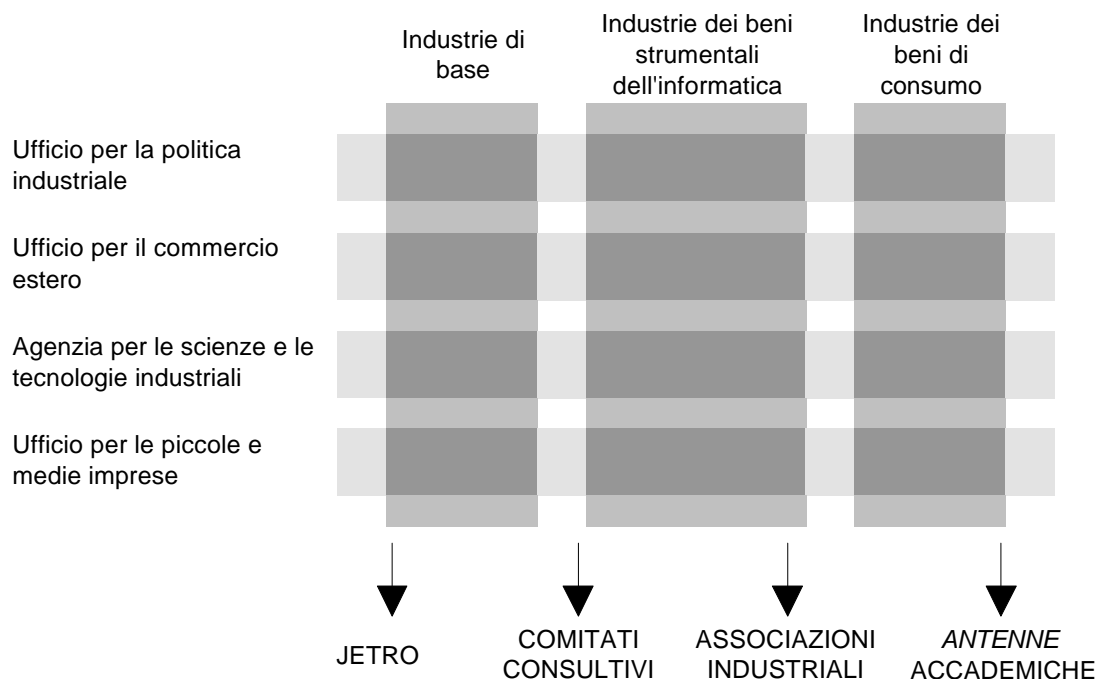 Industrie di
base
Industrie dei beni
strumentali
dell'informatica
Industrie dei
beni di
consumo
Ufficio per la politica
industriale
Ufficio per il commercio
estero
Agenzia per le scienze e le
tecnologie industriali
Ufficio per le piccole e
medie imprese
JETRO
COMITATI
CONSULTIVI
ASSOCIAZIONI
INDUSTRIALI
ANTENNE
ACCADEMICHE